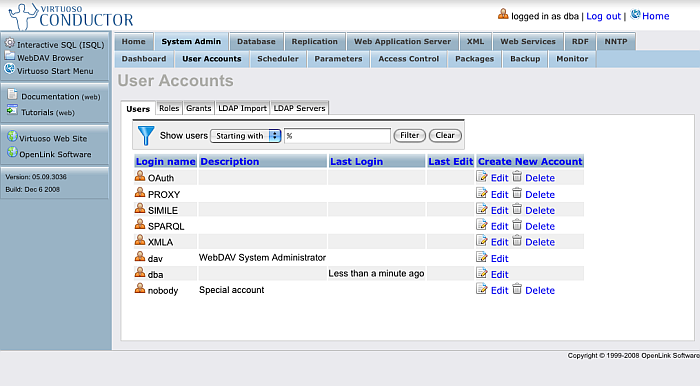 VIRTUOSO
CONDUCTOR
logged in as dba | Log out | Home
Interactive SQL (ISQL)
WebDAV Browser
Virtuoso Start Menu
Documentation (web)
Tutorials (web)
Virtuoso Web Site
OpenLink Software
Version: 05.09.3036
Build: Dec 6 2008
Home System Admin Database Replication Web Application Server XML Web Services RDF NNTP
Dashboard User Accounts Scheduler Parameters Access Control Packages Backup Monitor
User Accounts
Users Roles Grants LDAP Import LDAP Servers
Show users Starting with % Filter Clear
Login name Description Last Login Last Edit Create New Account
OAuth Edit Delete
PROXY Edit Delete
SIMILE Edit Delete
SPARQL Edit Delete
XMLA Edit Delete
dav WebDAV System Administrator Edit
dba Less than a minute ago Edit
nobody Special account Edit Delete
Copyright © 1999-2008 OpenLink Software